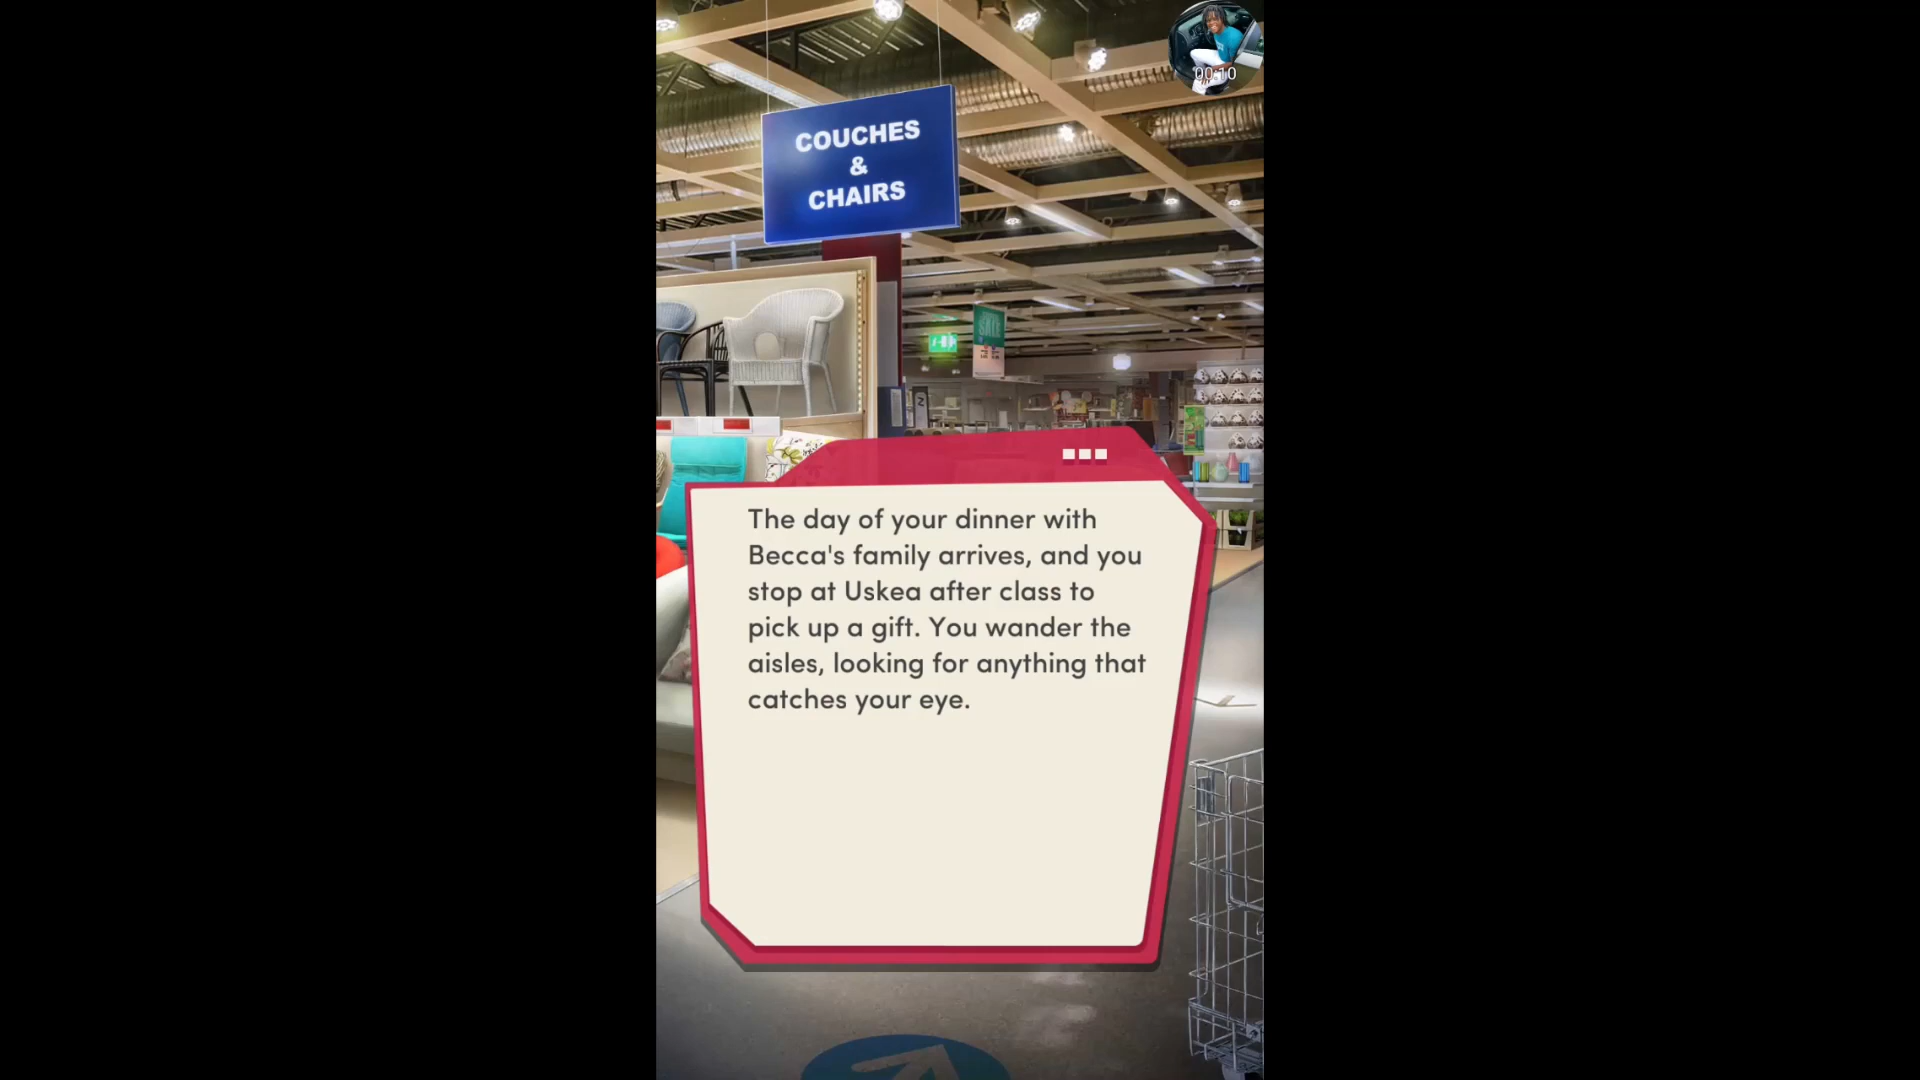 00:10
COUCHES
&
CHAIRS
SALE
Z
The day of your dinner with
Becca's family arrives, and you
stop at Uskea after class to
pick up a gift. You wander the
aisles, looking for anything that
catches your eye.